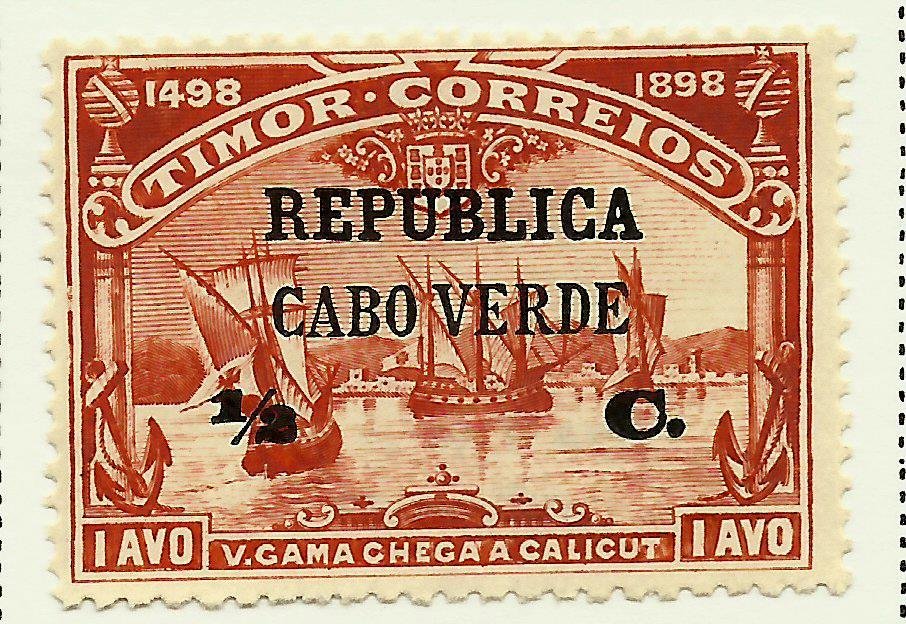 1498 1898
TIMOR · CORREIOS
REPUBLICA
CABO VERDE
1/2 C.
1 AVO 1 AVO
V. GAMA CHEGA A CALICUT